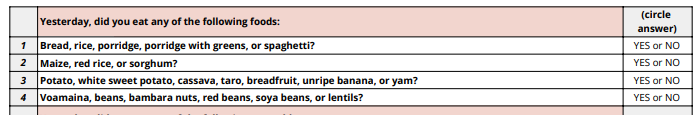 Yesterday, did you eat any of the following foods: (circle answer)
1 Bread, rice, porridge, porridge with greens, or spaghetti? YES or NO
2 Maize, red rice, or sorghum? YES or NO
3 Potato, white sweet potato, cassava, taro, breadfruit, unripe banana, or yam? YES or NO
4 Voamaina, beans, bambara nuts, red beans, soya beans, or lentils? YES or NO